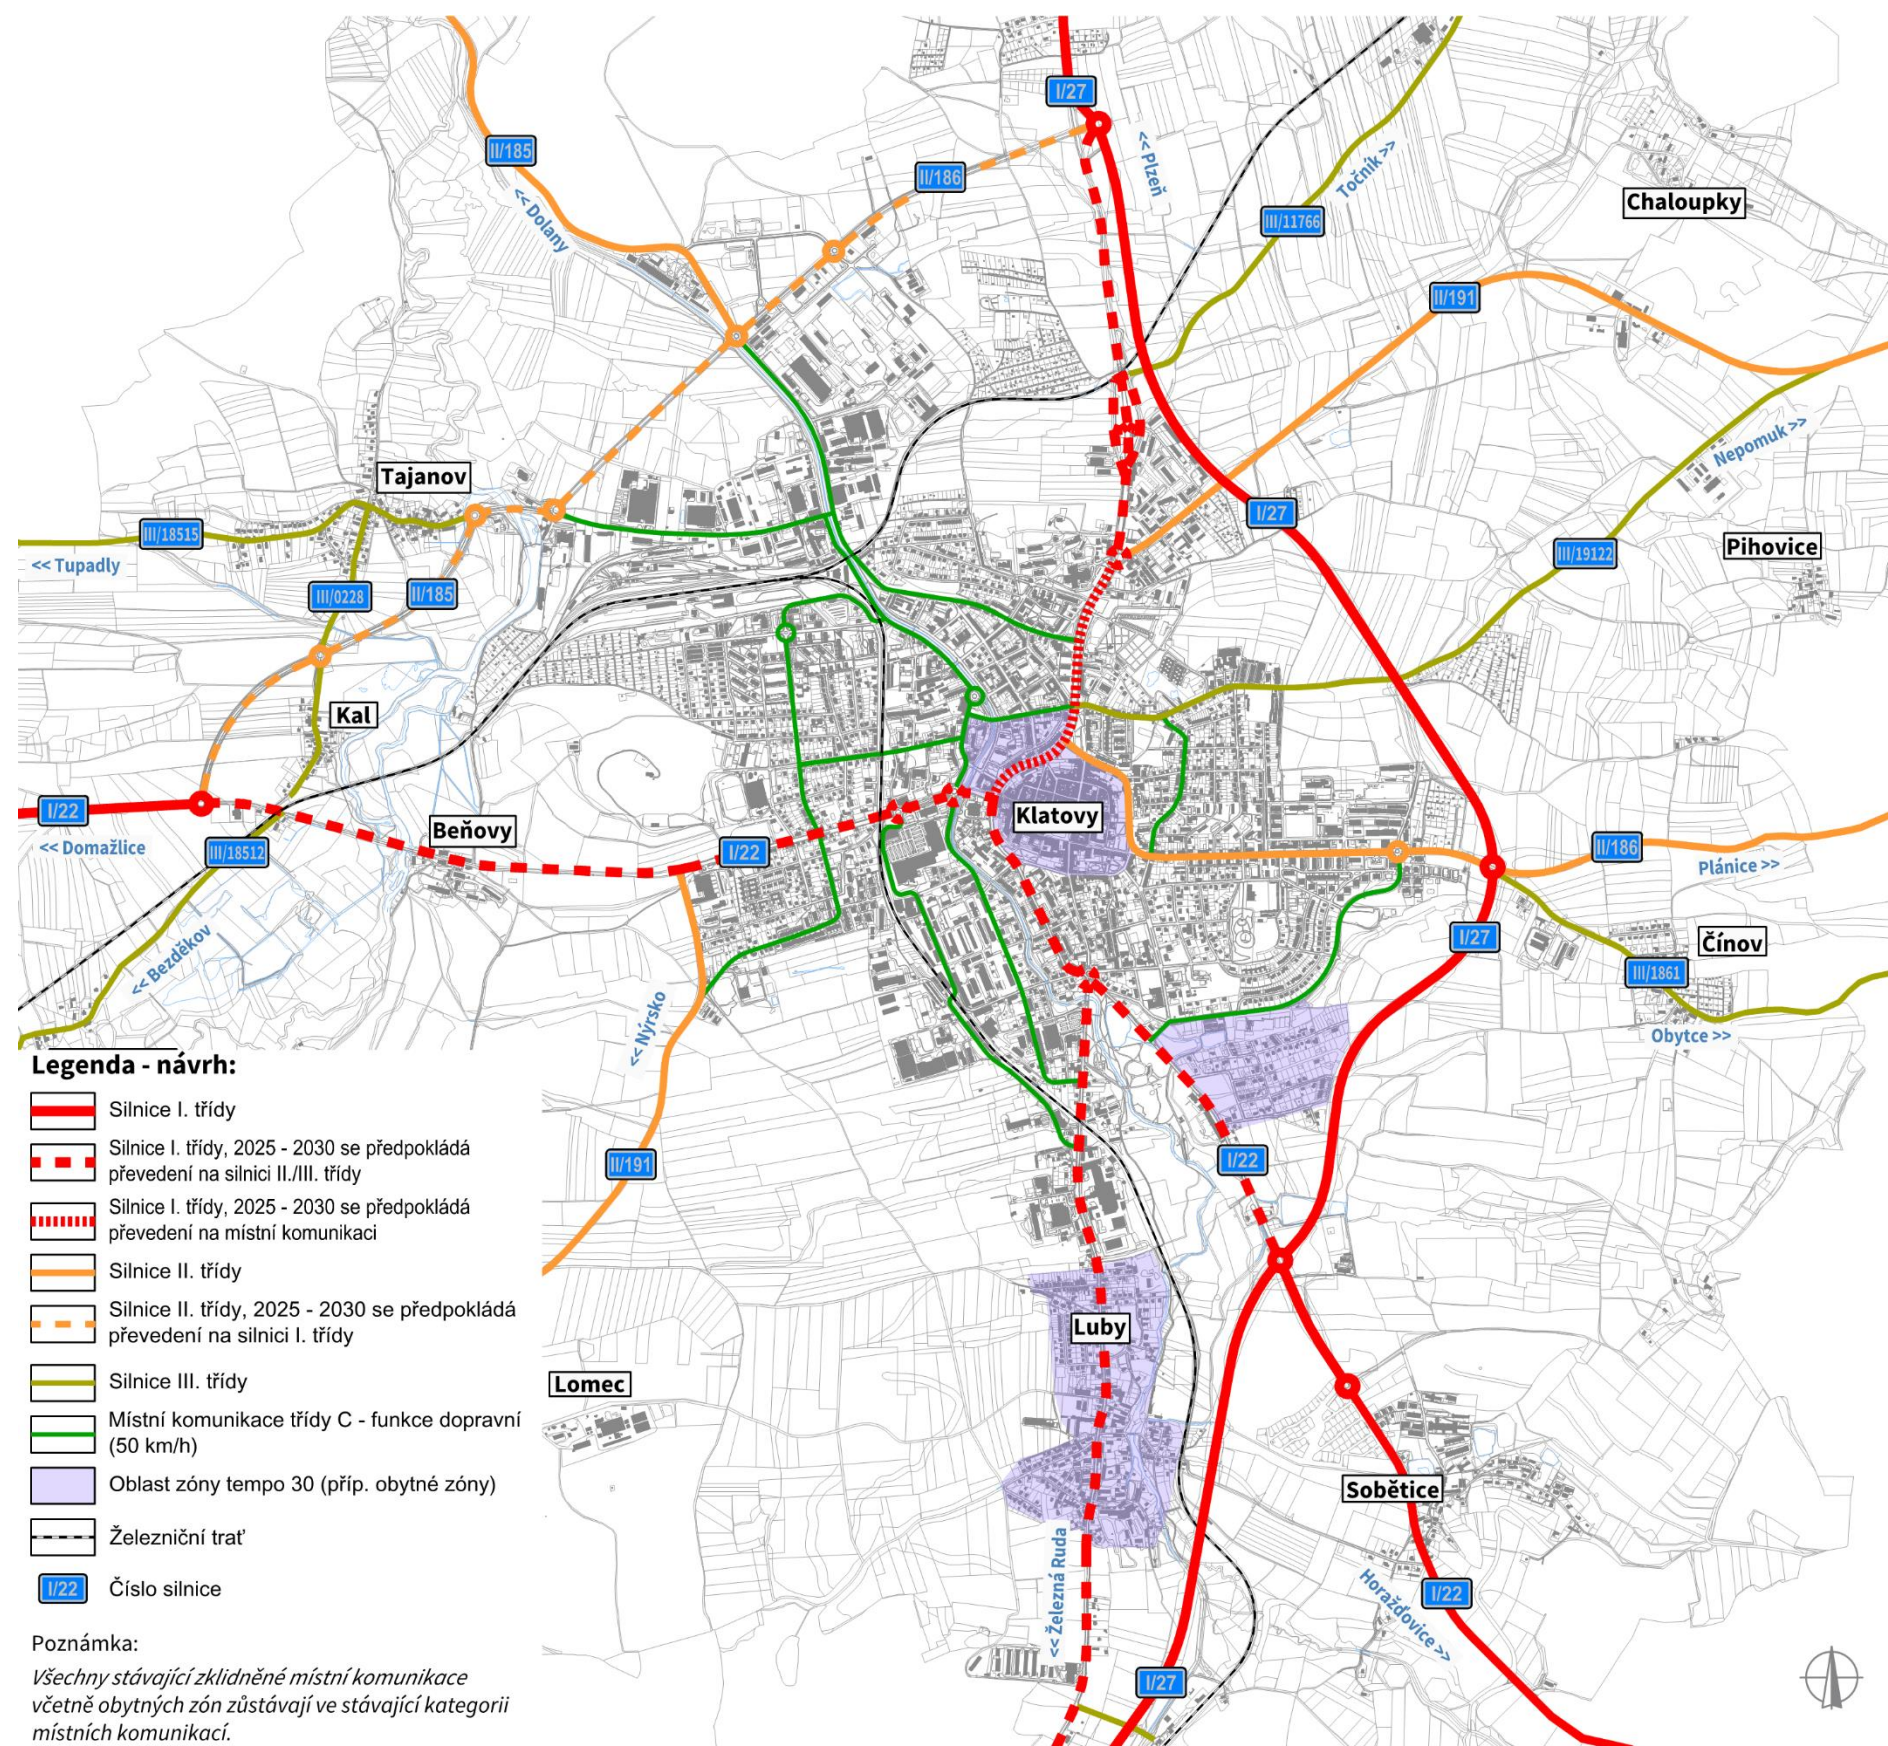 I/27
II/185
<< Plzeň
II/186
Točník >>
Chaloupky
<< Dolany
III/11766
II/191
Nepomuk >>
Tajanov
I/27
III/18515
Pihovice
III/19122
<< Tupadly
III/0228
II/185
Kal
I/22
Klatovy
Beňovy
<< Domažlice
III/18512
I/22
II/186
Plánice >>
I/27
Čínov
<< Bezděkov
III/1861
<< Nýrsko
Obytce >>
Legenda - návrh:
Silnice I. třídy
Silnice I. třídy, 2025 - 2030 se předpokládá
převedení na silnici II./III. třídy
Silnice I. třídy, 2025 - 2030 se předpokládá
převedení na místní komunikaci
Silnice II. třídy
Silnice II. třídy, 2025 - 2030 se předpokládá
převedení na silnici I. třídy
Silnice III. třídy
Místní komunikace třídy C - funkce dopravní
(50 km/h)
Oblast zóny tempo 30 (příp. obytné zóny)
Železniční trať
I/22
Číslo silnice
Poznámka:
Všechny stávající zklidněné místní komunikace
včetně obytných zón zůstávají ve stávající kategorii
místních komunikací.
II/191
I/22
Luby
Lomec
Sobětice
<< Železná Ruda
Horažďovice >>
I/22
I/27